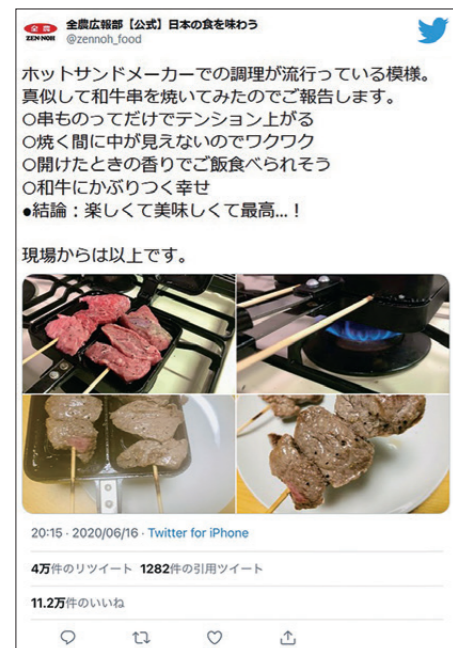 全農
ZEN-NOH
全農広報部【公式】日本の食を味わう
@zennoh_food
ホットサンドメーカーでの調理が流行っている模様。
真似して和牛串を焼いてみたのでご報告します。
○串ものってだけでテンション上がる
○焼く間に中が見えないのでワクワク
○開けたときの香りでご飯食べられそう
○和牛にかぶりつく幸せ
●結論：楽しくて美味しくて最高...！
現場からは以上です。
20:15 · 2020/06/16 · Twitter for iPhone
4万件のリツイート 1282件の引用ツイート
11.2万件のいいね